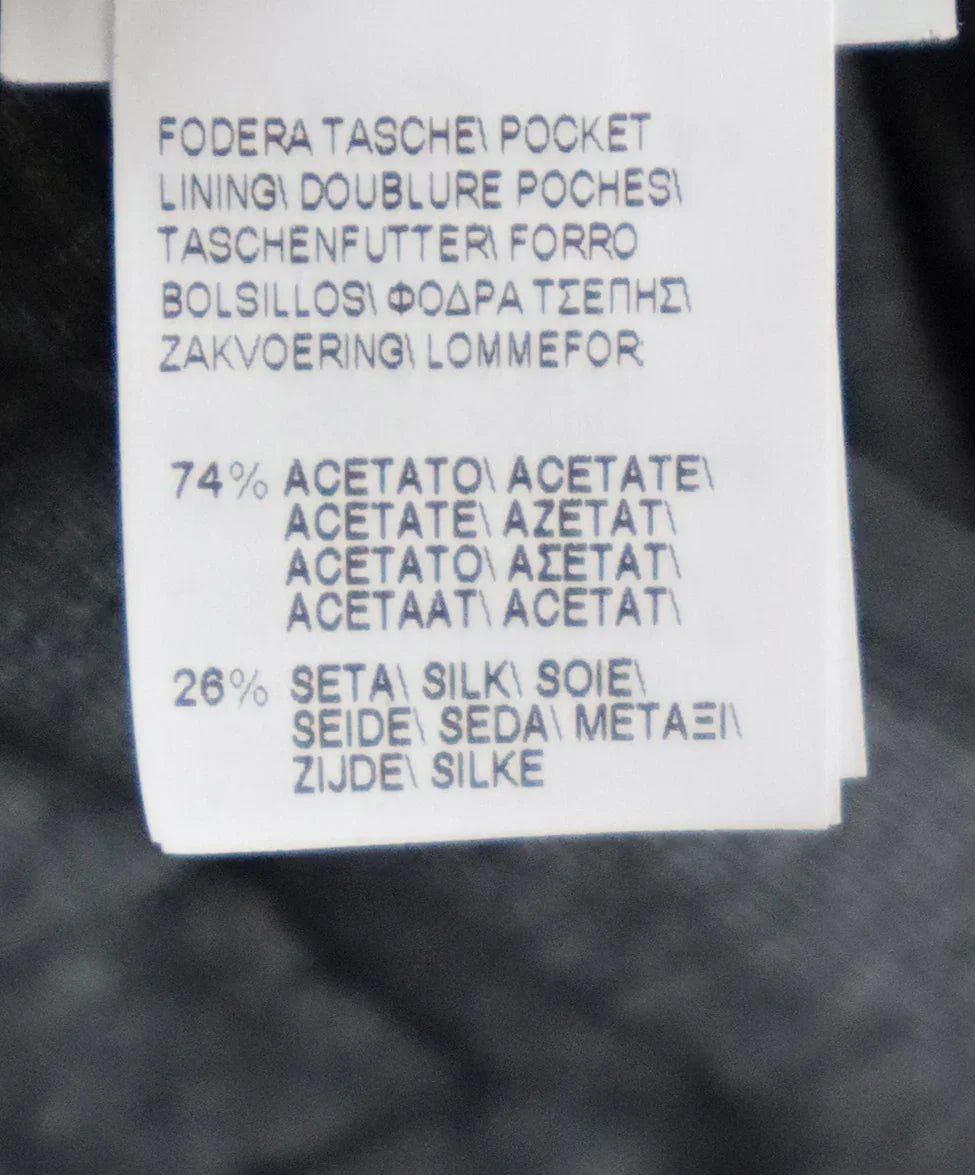 FODERA TASCHE\ POCKET
LINING\ DOUBLURE POCHES\
TASCHENFUTTER\ FORRO
BOLSILLOS\ ΦΟΔΡΑ ΤΣΕΠΗΣ\
ZAKVOERING\ LOMMEFOR
74% ACETATO\ ACETATE\
ACETATE\ AZETAT\
ACETATO\ ΑΣΕΤΑΤ\
ACETAAT\ ACETAT\
26% SETA\ SILK\ SOIE\
SEIDE\ SEDA\ ΜΕΤΑΞΙ\
ZIJDE\ SILKE